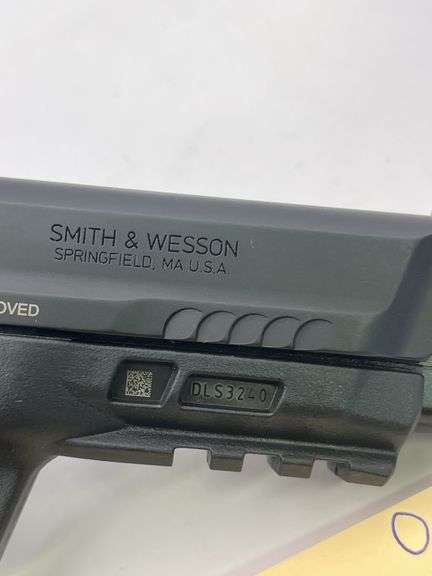 SMITH & WESSON
SPRINGFIELD, MA U.S.A.
OVED
DLS3240